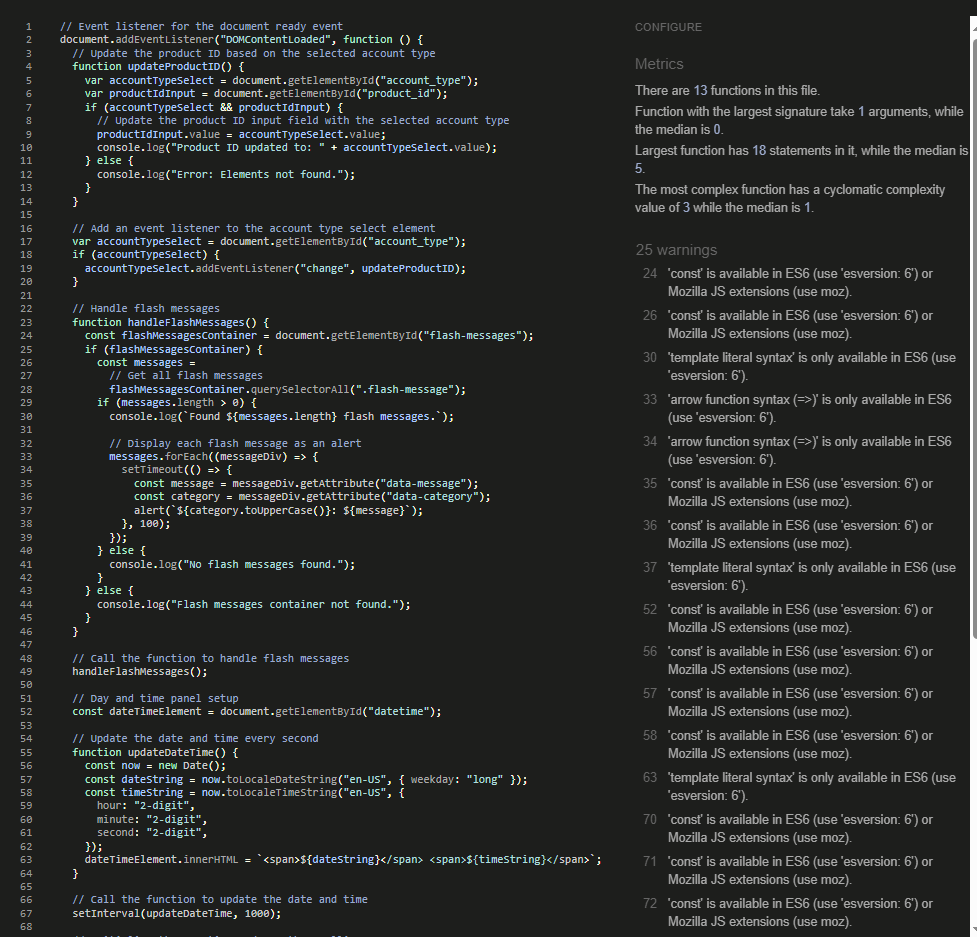 1 // Event listener for the document ready event
2 document.addEventListener("DOMContentLoaded", function () {
3 // Update the product ID based on the selected account type
4 function updateProductID() {
5 var accountTypeSelect = document.getElementById("account_type");
6 var productIdInput = document.getElementById("product_id");
7 if (accountTypeSelect && productIdInput) {
8 // Update the product ID input field with the selected account type
9 productIdInput.value = accountTypeSelect.value;
10 console.log("Product ID updated to: " + accountTypeSelect.value);
11 } else {
12 console.log("Error: Elements not found.");
13 }
14 }
15
16 // Add an event listener to the account type select element
17 var accountTypeSelect = document.getElementById("account_type");
18 if (accountTypeSelect) {
19 accountTypeSelect.addEventListener("change", updateProductID);
20 }
21
22 // Handle flash messages
23 function handleFlashMessages() {
24 const flashMessagesContainer = document.getElementById("flash-messages");
25 if (flashMessagesContainer) {
26 const messages =
27 // Get all flash messages
28 flashMessagesContainer.querySelectorAll(".flash-message");
29 if (messages.length > 0) {
30 console.log(`Found ${messages.length} flash messages.`);
31
32 // Display each flash message as an alert
33 messages.forEach((messageDiv) => {
34 setTimeout(() => {
35 const message = messageDiv.getAttribute("data-message");
36 const category = messageDiv.getAttribute("data-category");
37 alert(`${category.toUpperCase()}: ${message}`);
38 }, 100);
39 });
40 } else {
41 console.log("No flash messages found.");
42 }
43 } else {
44 console.log("Flash messages container not found.");
45 }
46 }
47
48 // Call the function to handle flash messages
49 handleFlashMessages();
50
51 // Day and time panel setup
52 const dateTimeElement = document.getElementById("datetime");
53
54 // Update the date and time every second
55 function updateDateTime() {
56 const now = new Date();
57 const dateString = now.toLocaleDateString("en-US", { weekday: "long" });
58 const timeString = now.toLocaleTimeString("en-US", {
59 hour: "2-digit",
60 minute: "2-digit",
61 second: "2-digit",
62 });
63 dateTimeElement.innerHTML = `<span>${dateString}</span> <span>${timeString}</span>`;
64 }
65
66 // Call the function to update the date and time
67 setInterval(updateDateTime, 1000);
68
CONFIGURE
Metrics
There are 13 functions in this file.
Function with the largest signature take 1 arguments, while
the median is 0.
Largest function has 18 statements in it, while the median is
5.
The most complex function has a cyclomatic complexity
value of 3 while the median is 1.
25 warnings
24 'const' is available in ES6 (use 'esversion: 6') or
Mozilla JS extensions (use moz).
26 'const' is available in ES6 (use 'esversion: 6') or
Mozilla JS extensions (use moz).
30 'template literal syntax' is only available in ES6 (use
'esversion: 6').
33 'arrow function syntax (=>)' is only available in ES6
(use 'esversion: 6').
34 'arrow function syntax (=>)' is only available in ES6
(use 'esversion: 6').
35 'const' is available in ES6 (use 'esversion: 6') or
Mozilla JS extensions (use moz).
36 'const' is available in ES6 (use 'esversion: 6') or
Mozilla JS extensions (use moz).
37 'template literal syntax' is only available in ES6 (use
'esversion: 6').
52 'const' is available in ES6 (use 'esversion: 6') or
Mozilla JS extensions (use moz).
56 'const' is available in ES6 (use 'esversion: 6') or
Mozilla JS extensions (use moz).
57 'const' is available in ES6 (use 'esversion: 6') or
Mozilla JS extensions (use moz).
58 'const' is available in ES6 (use 'esversion: 6') or
Mozilla JS extensions (use moz).
63 'template literal syntax' is only available in ES6 (use
'esversion: 6').
70 'const' is available in ES6 (use 'esversion: 6') or
Mozilla JS extensions (use moz).
71 'const' is available in ES6 (use 'esversion: 6') or
Mozilla JS extensions (use moz).
72 'const' is available in ES6 (use 'esversion: 6') or
Mozilla JS extensions (use moz).